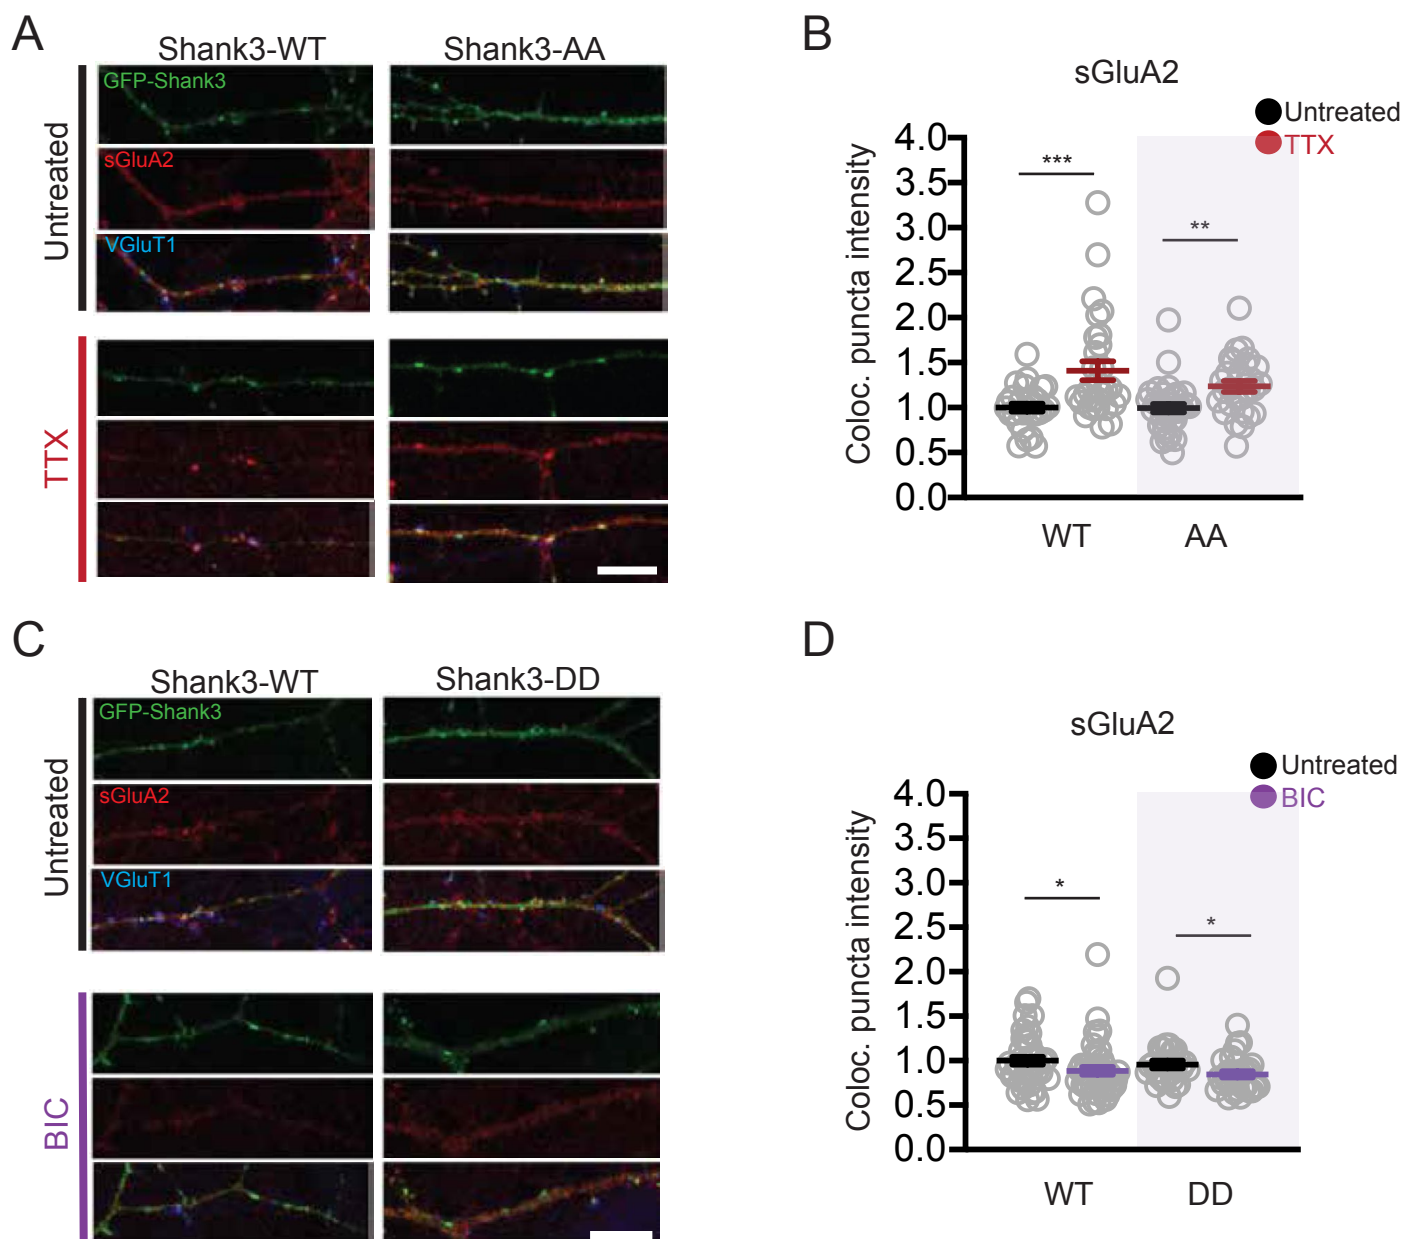 A
Shank3-WT
Shank3-AA
Untreated
GFP-Shank3
sGluA2
VGluT1
TTX
B
sGluA2
Untreated
TTX
Coloc. puncta intensity
4.0
3.5
3.0
2.5
2.0
1.5
1.0
0.5
0.0
***
**
WT
AA
C
Shank3-WT
Shank3-DD
Untreated
GFP-Shank3
sGluA2
VGluT1
BIC
D
sGluA2
Untreated
BIC
Coloc. puncta intensity
4.0
3.5
3.0
2.5
2.0
1.5
1.0
0.5
0.0
*
*
WT
DD